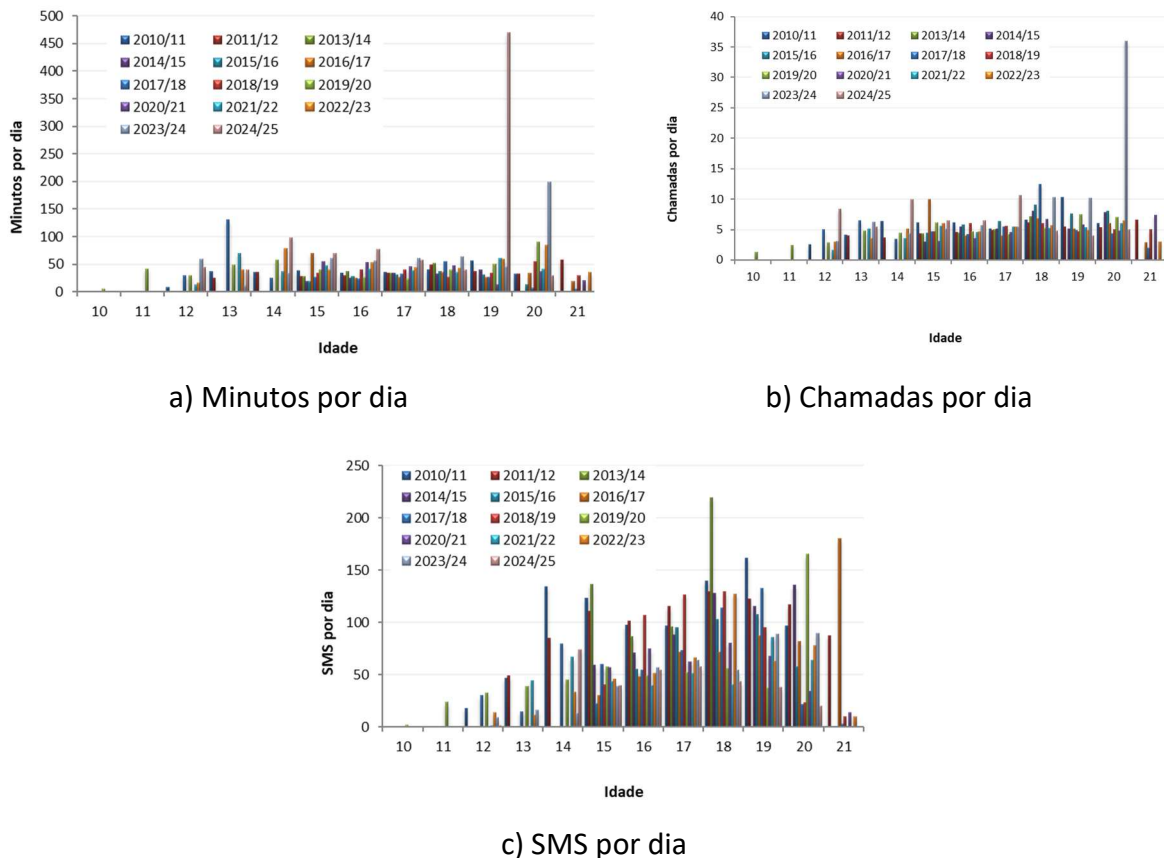 500
450
400
350
300
250
200
150
100
50
0
Minutos por dia
2010/11 2011/12 2013/14
2014/15 2015/16 2016/17
2017/18 2018/19 2019/20
2020/21 2021/22 2022/23
2023/24 2024/25
10 11 12 13 14 15 16 17 18 19 20 21
Idade
a) Minutos por dia
40
35
30
25
20
15
10
5
0
Chamadas por dia
2010/11 2011/12 2013/14 2014/15
2015/16 2016/17 2017/18 2018/19
2019/20 2020/21 2021/22 2022/23
2023/24 2024/25
10 11 12 13 14 15 16 17 18 19 20 21
Idade
b) Chamadas por dia
250
200
150
100
50
0
SMS por dia
2010/11 2011/12 2013/14
2014/15 2015/16 2016/17
2017/18 2018/19 2019/20
2020/21 2021/22 2022/23
2023/24 2024/25
10 11 12 13 14 15 16 17 18 19 20 21
Idade
c) SMS por dia